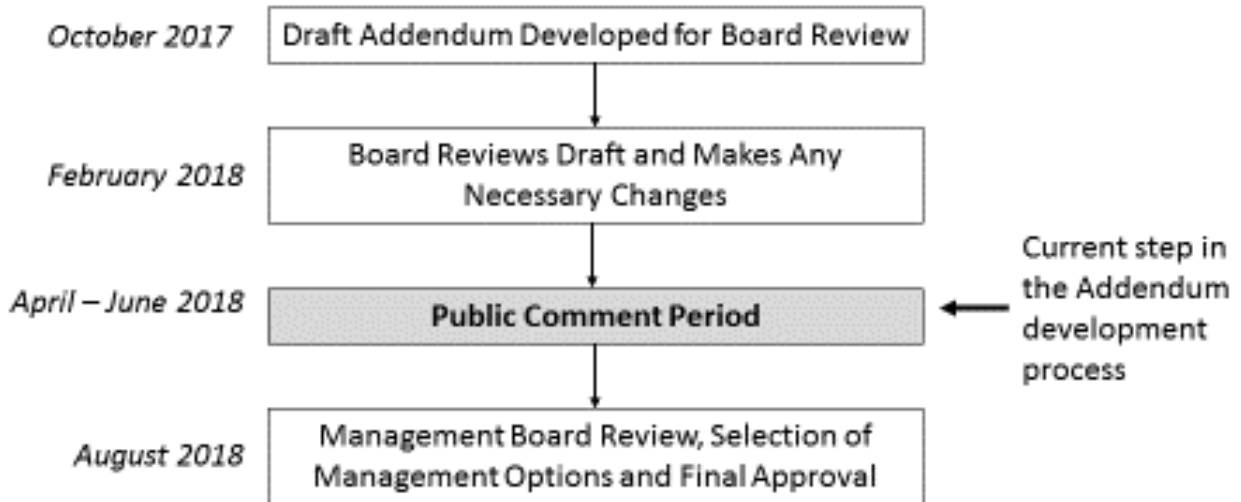 October 2017
Draft Addendum Developed for Board Review
February 2018
Board Reviews Draft and Makes Any
Necessary Changes
April – June 2018
Public Comment Period
Current step in
the Addendum
development
process
August 2018
Management Board Review, Selection of
Management Options and Final Approval